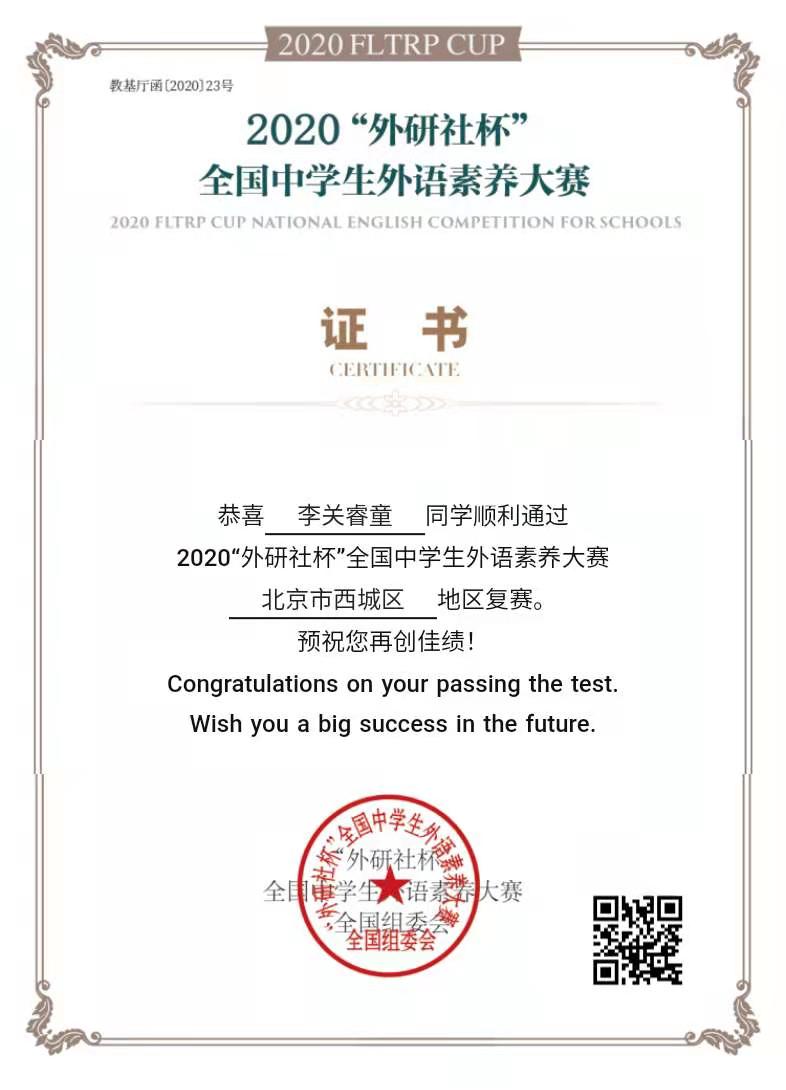 2020 FLTRP CUP
教基厅函〔2020〕23号
2020“外研社杯”
全国中学生外语素养大赛
2020 FLTRP CUP NATIONAL ENGLISH COMPETITION FOR SCHOOLS
证 书
CERTIFICATE
恭喜 李关睿童 同学顺利通过
2020“外研社杯”全国中学生外语素养大赛
北京市西城区 地区复赛。
预祝您再创佳绩！
Congratulations on your passing the test.
Wish you a big success in the future.
“外研社杯”全国中学生外语素养大赛
全国组委会
“外研社杯”
全国中学生外语素养大赛
全国组委会